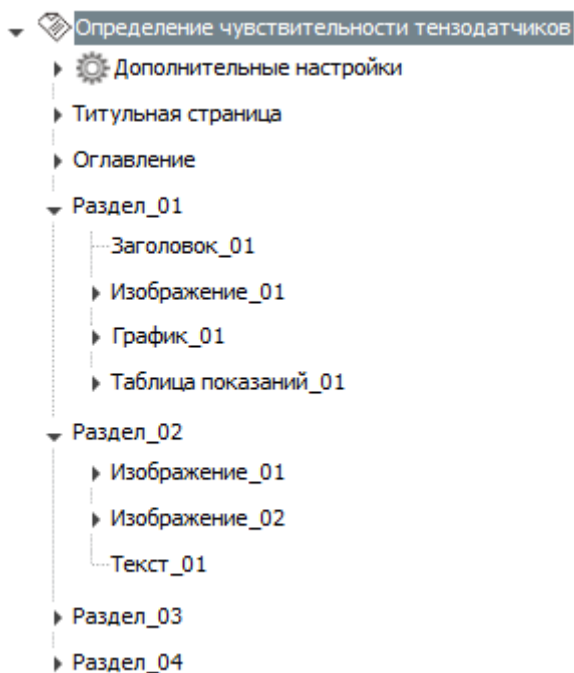 Определение чувствительности тензодатчиков
Дополнительные настройки
Титульная страница
Оглавление
Раздел_01
Заголовок_01
Изображение_01
График_01
Таблица показаний_01
Раздел_02
Изображение_01
Изображение_02
Текст_01
Раздел_03
Раздел_04